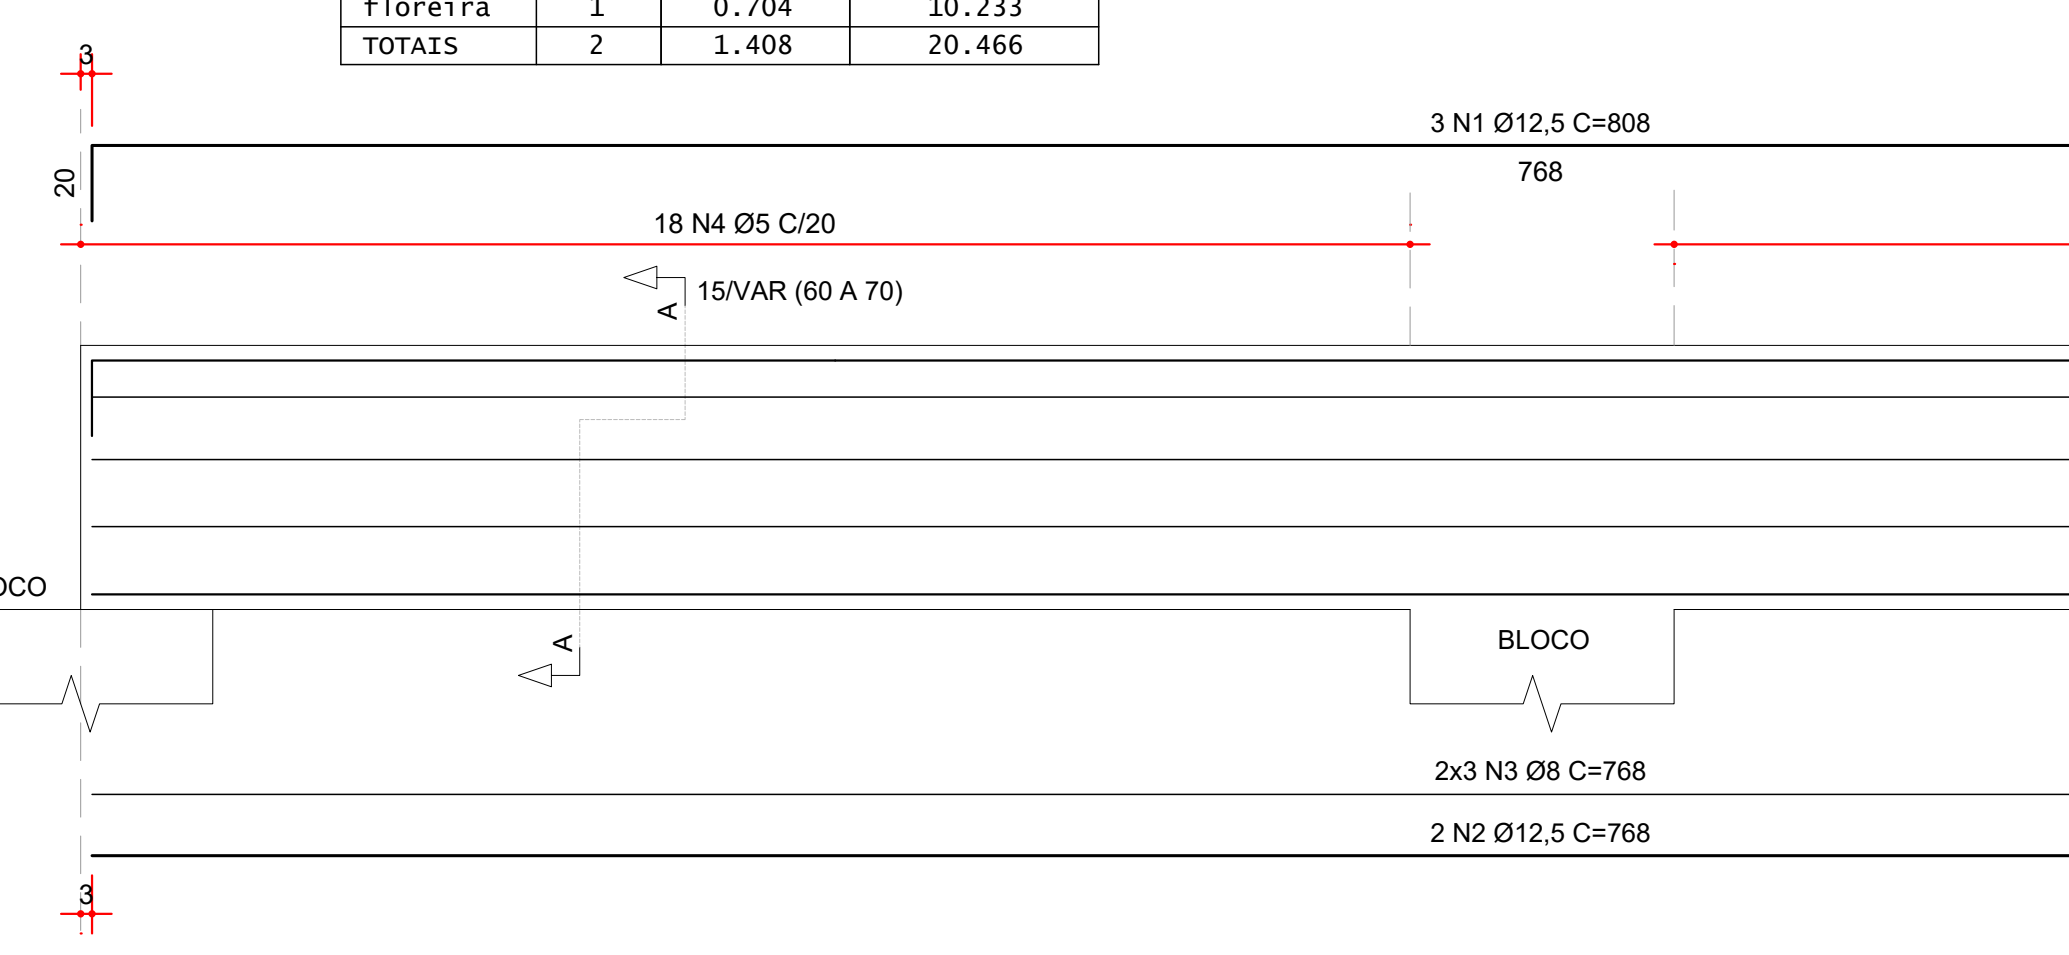 floreira 1 0.704 10.233
TOTAIS 2 1.408 20.466
3
3 N1 Ø12,5 C=808
768
20
18 N4 Ø5 C/20
15/VAR (60 A 70)
A
A
BLOCO
2x3 N3 Ø8 C=768
2 N2 Ø12,5 C=768
3